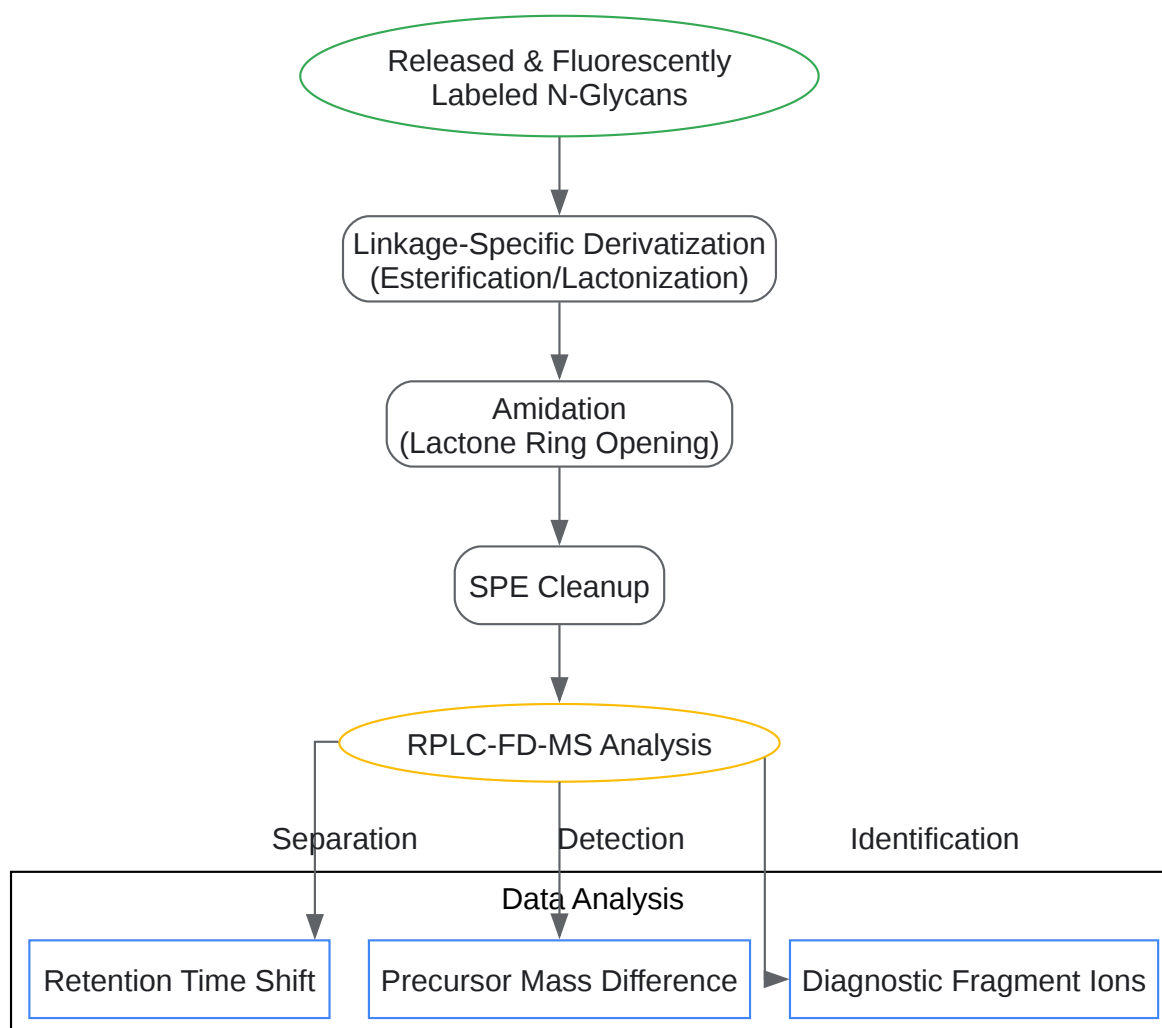 Released & Fluorescently
Labeled N-Glycans
Linkage-Specific Derivatization
(Esterification/Lactonization)
Amidation
(Lactone Ring Opening)
SPE Cleanup
RPLC-FD-MS Analysis
Separation
Detection
Identification
Data Analysis
Retention Time Shift
Precursor Mass Difference
Diagnostic Fragment Ions